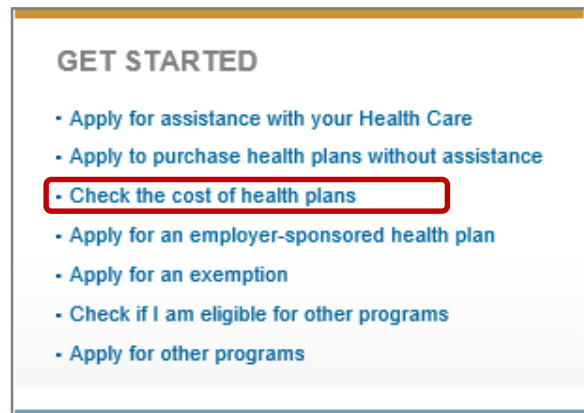 GET STARTED
• Apply for assistance with your Health Care
• Apply to purchase health plans without assistance
• Check the cost of health plans
• Apply for an employer-sponsored health plan
• Apply for an exemption
• Check if I am eligible for other programs
• Apply for other programs